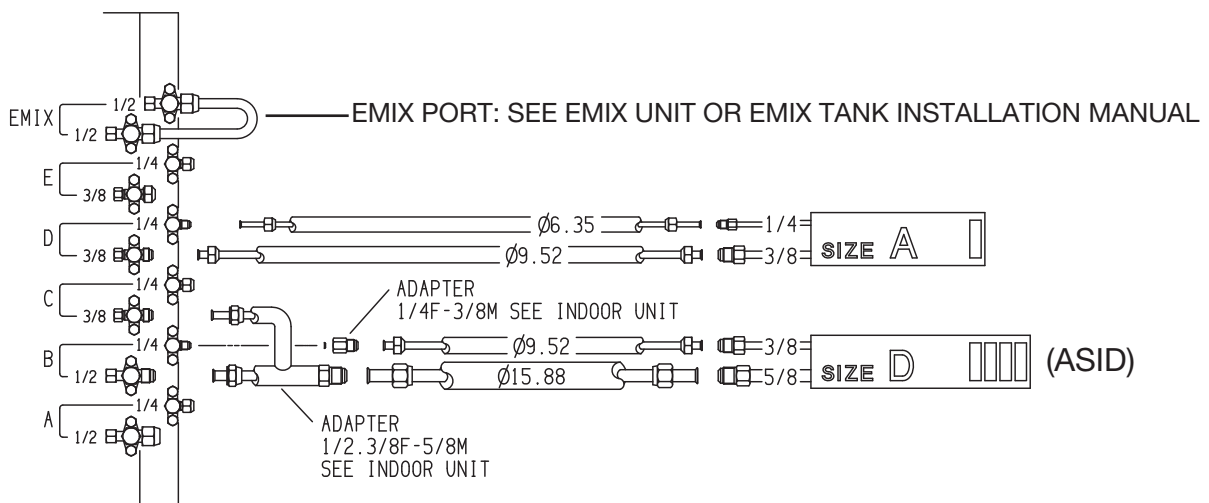 EMIX
1/2
1/2
EMIX PORT: SEE EMIX UNIT OR EMIX TANK INSTALLATION MANUAL
E
1/4
3/8
D
1/4
3/8
Ø6.35
1/4
Ø9.52
3/8
SIZE A
C
1/4
3/8
ADAPTER
1/4F-3/8M SEE INDOOR UNIT
B
1/4
1/2
Ø9.52
3/8
Ø15.88
5/8
SIZE D
(ASID)
A
1/4
1/2
ADAPTER
1/2.3/8F-5/8M
SEE INDOOR UNIT